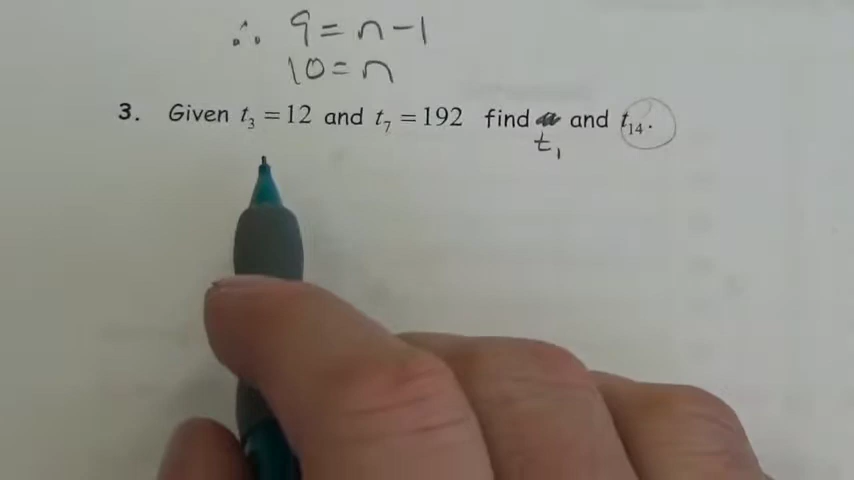 ∴ 9 = n - 1
10 = n
3. Given t₃ = 12 and t₇ = 192 find and t₁₄.
t₁